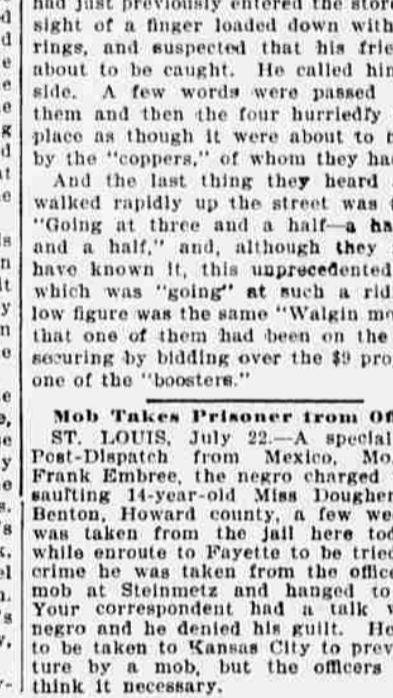 had just previously entered the store
sight of a finger loaded down with
rings, and suspected that his frie
about to be caught. He called him
side. A few words were passed
them and then the four hurriedly
place as though it were about to r
by the "coppers," of whom they ha
And the last thing they heard
walked rapidly up the street was t
"Going at three and a half—a ha
and a half," and, although they
have known it, this unprecedented
which was "going" at such a rid
low figure was the same "Walgin mo
that one of them had been on the
securing by bidding over the $9 pro
one of the "boosters."
Mob Takes Prisoner from Of
ST. LOUIS, July 22.—A special
Post-Dispatch from Mexico, Mo.
Frank Embree, the negro charged
saulting 14-year-old Miss Dougher
Benton, Howard county, a few we
was taken from the jail here tod
while enroute to Fayette to be tried
crime he was taken from the office
mob at Steinmetz and hanged to
Your correspondent had a talk w
negro and he denied his guilt. He
to be taken to Kansas City to prev
ture by a mob, but the officers
think it necessary.